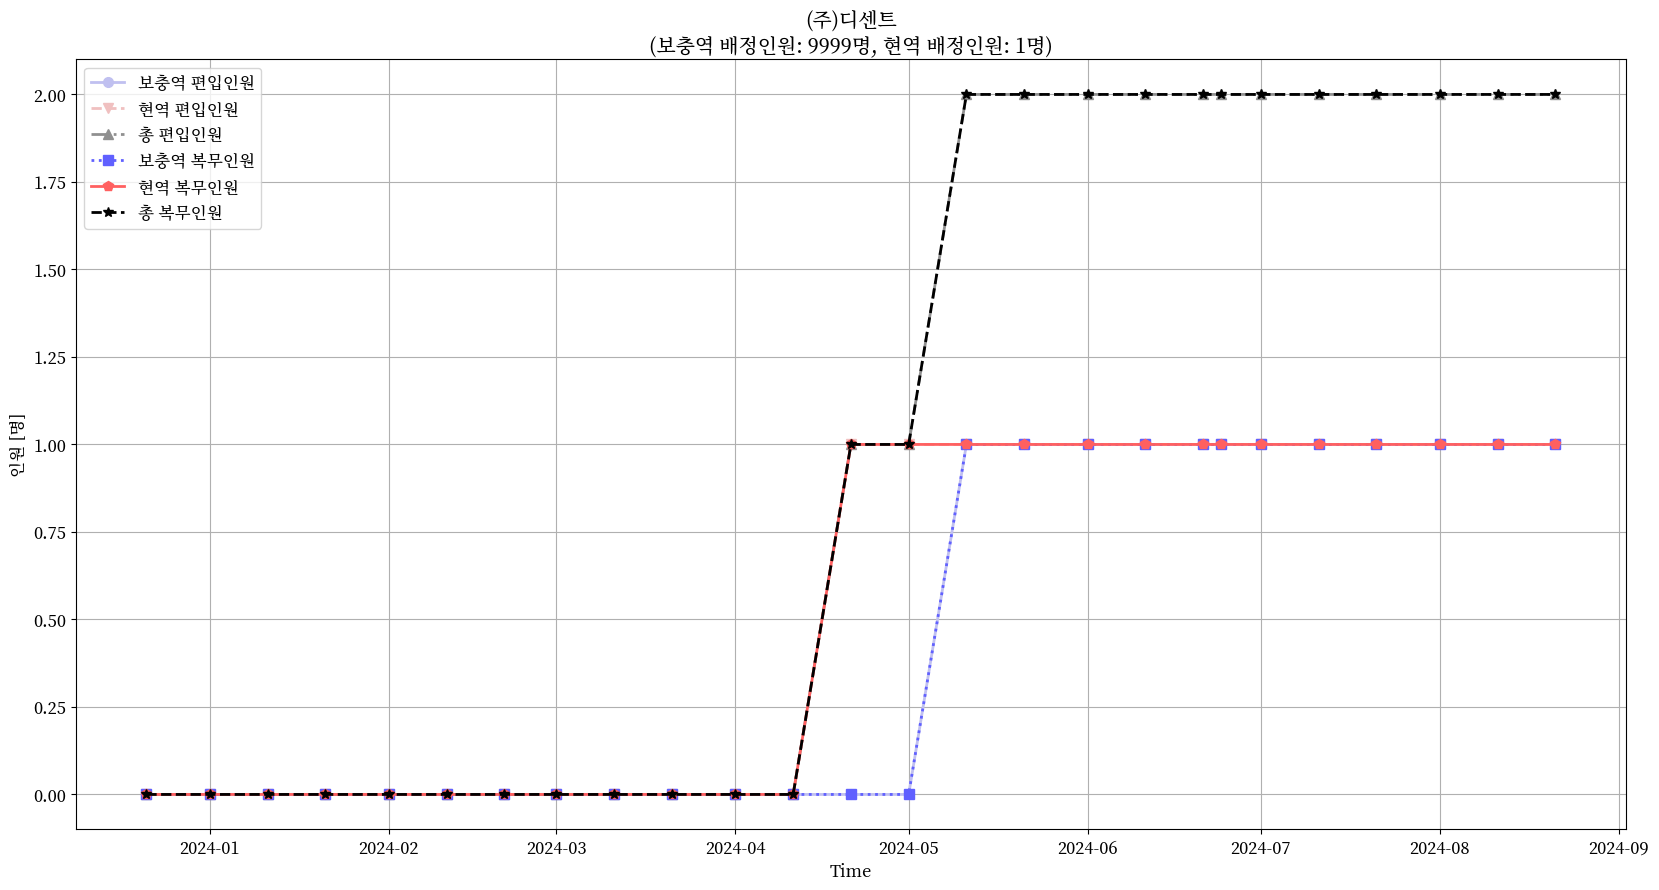 (주)디센트
(보충역 배정인원: 9999명, 현역 배정인원: 1명)
보충역 편입인원
현역 편입인원
총 편입인원
보충역 복무인원
현역 복무인원
총 복무인원
2.00
1.75
1.50
1.25
1.00
0.75
0.50
0.25
0.00
인원 [명]
2024-01 2024-02 2024-03 2024-04 2024-05 2024-06 2024-07 2024-08 2024-09
Time